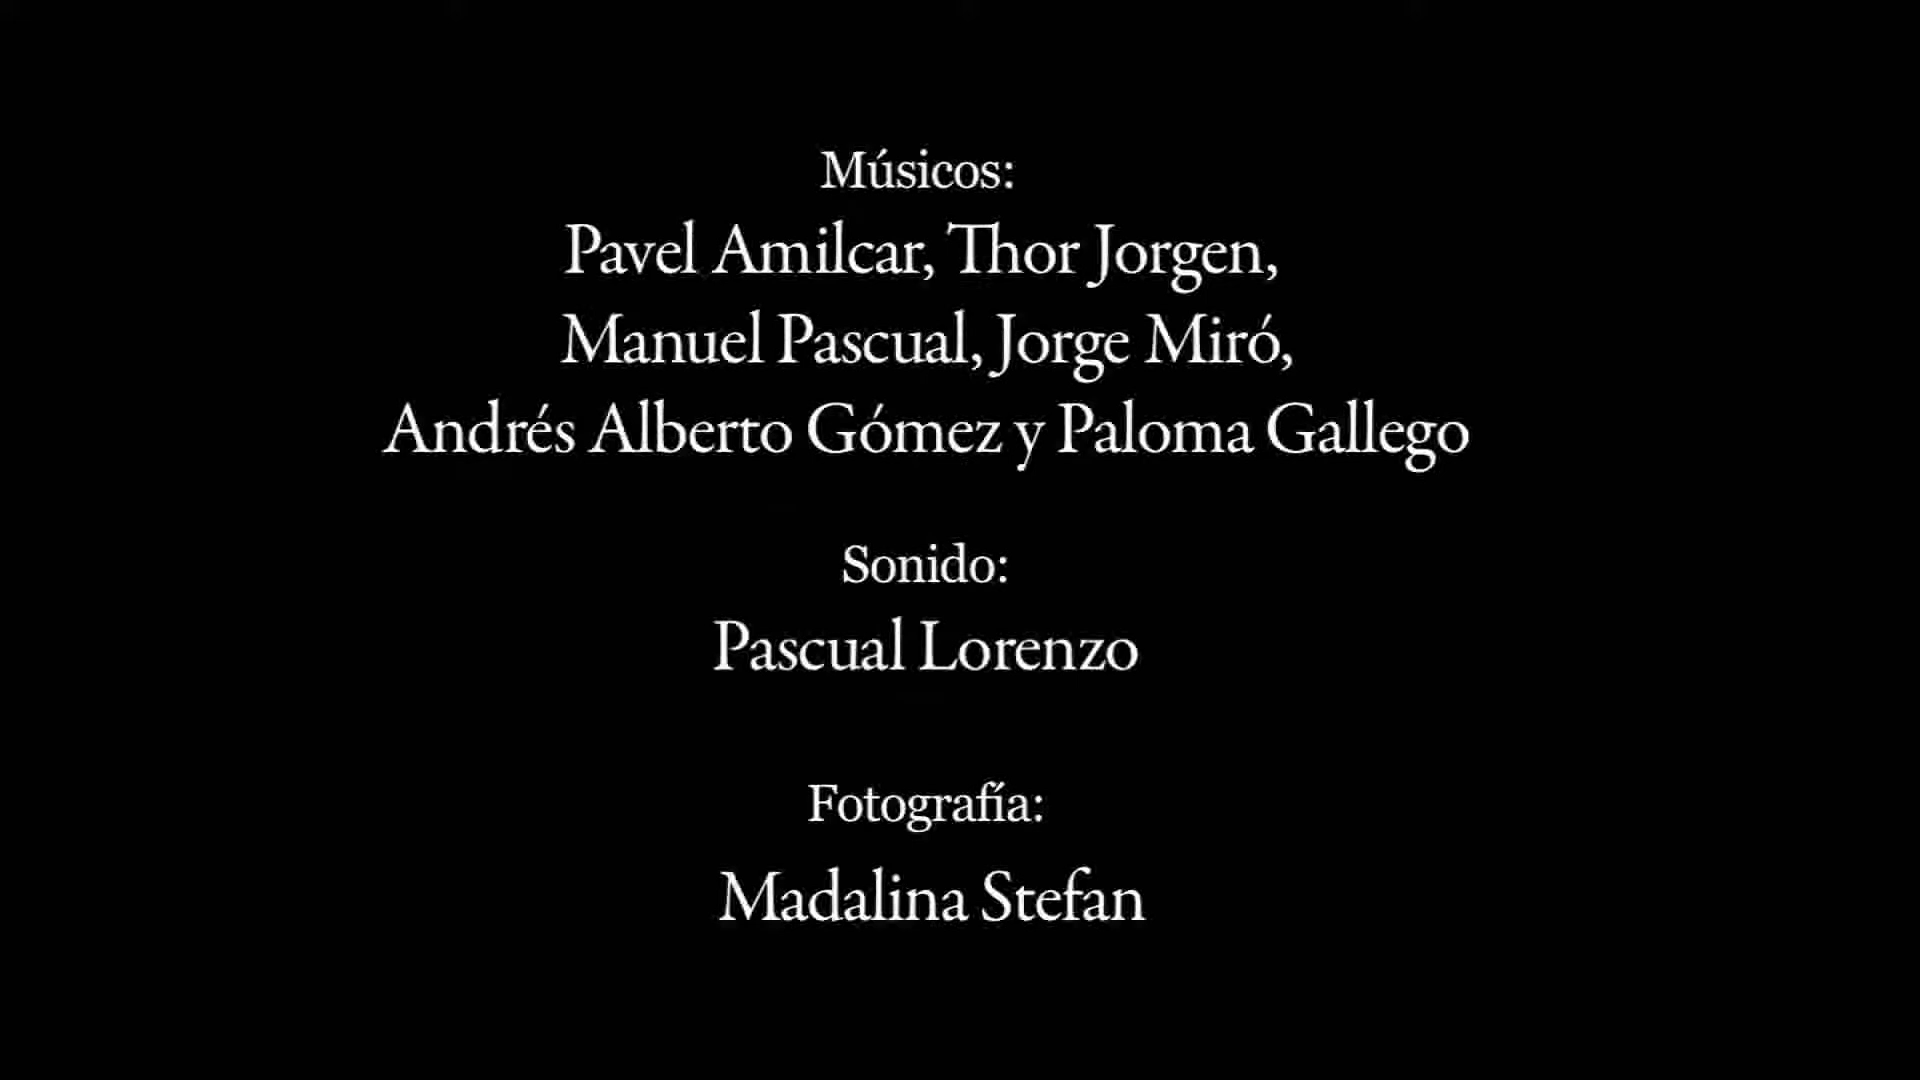 Músicos:
Pavel Amilcar, Thor Jorgen,
Manuel Pascual, Jorge Miró,
Andrés Alberto Gómez y Paloma Gallego
Sonido:
Pascual Lorenzo
Fotografía:
Madalina Stefan